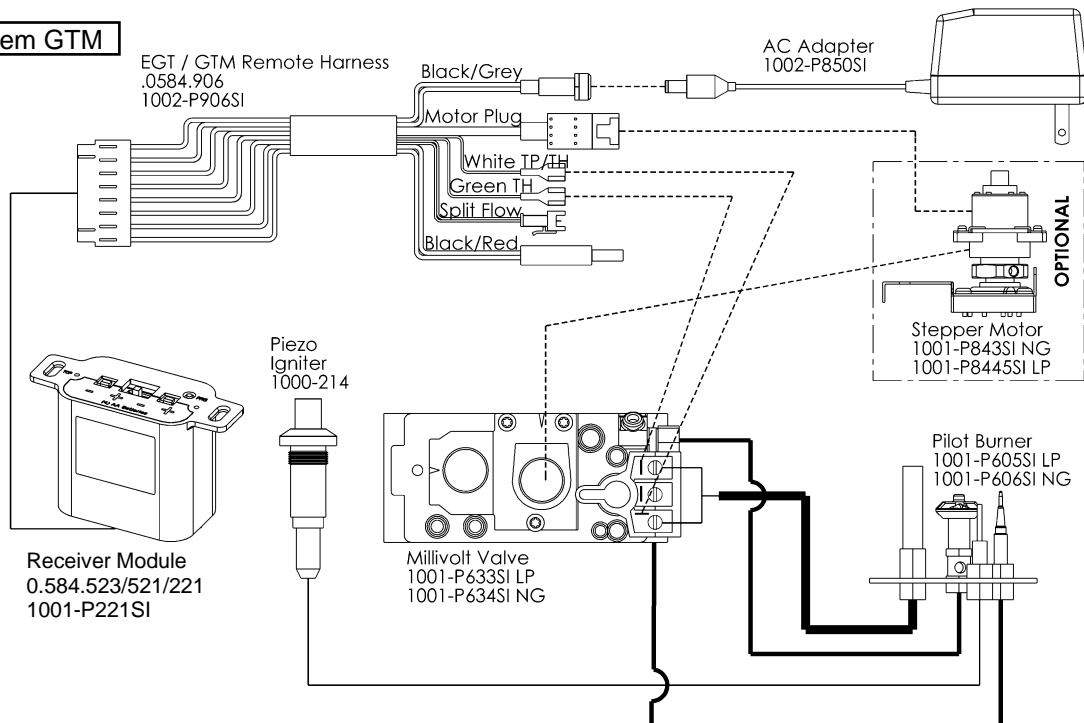 em GTM
EGT / GTM Remote Harness
.0584.906
1002-P906SI
Black/Grey
Motor Plug
White TP/TH
Green TH
Split Flow
Black/Red
AC Adapter
1002-P850SI
OPTIONAL
Stepper Motor
1001-P843SI NG
1001-P8445SI LP
Piezo
Igniter
1000-214
Pilot Burner
1001-P605SI LP
1001-P606SI NG
Millivolt Valve
1001-P633SI LP
1001-P634SI NG
Receiver Module
0.584.523/521/221
1001-P221SI